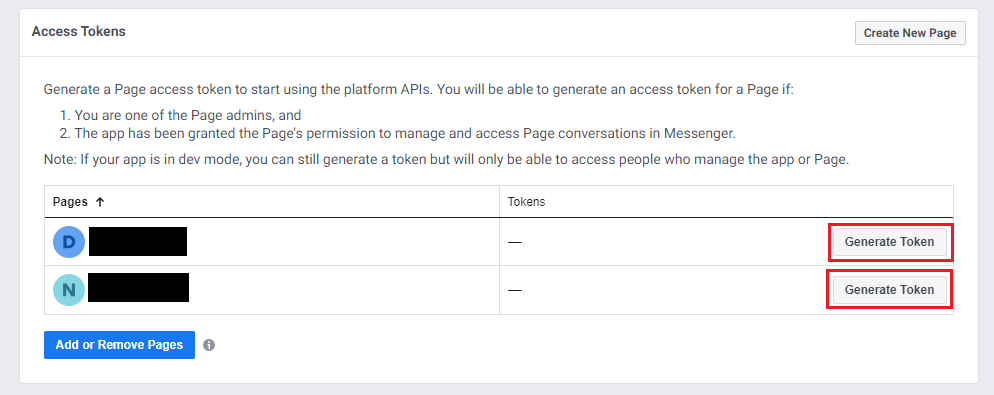 Access Tokens
Create New Page
Generate a Page access token to start using the platform APIs. You will be able to generate an access token for a Page if:
1. You are one of the Page admins, and
2. The app has been granted the Page's permission to manage and access Page conversations in Messenger.
Note: If your app is in dev mode, you can still generate a token but will only be able to access people who manage the app or Page.
Pages ↑ Tokens
D — Generate Token
N — Generate Token
Add or Remove Pages